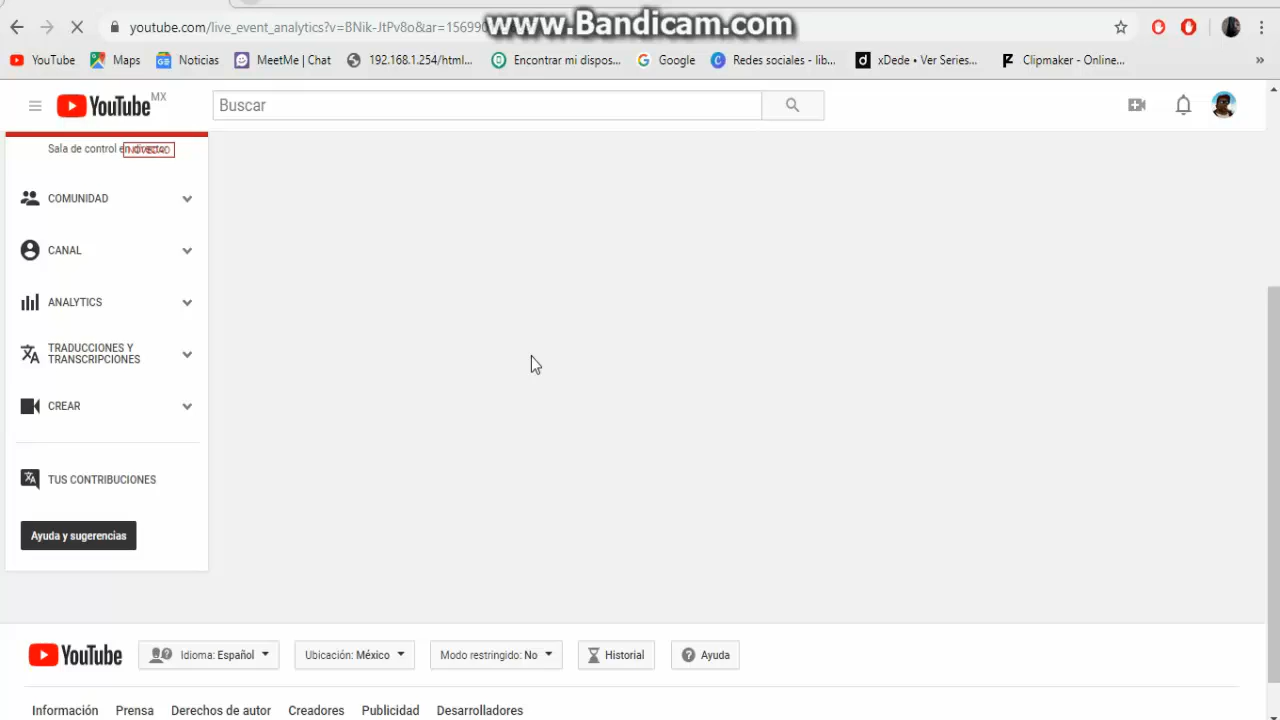 www.Bandicam.com
youtube.com/live_event_analytics?v=BNik-JtPv8o&ar=15699
YouTube Maps Noticias MeetMe | Chat 192.168.1.254/html... Encontrar mi dispos... Google Redes sociales - lib... xDede • Ver Series... Clipmaker - Online... »
YouTube MX Buscar
Sala de control en directo NOVEDAD
COMUNIDAD
CANAL
ANALYTICS
TRADUCCIONES Y
TRANSCRIPCIONES
CREAR
TUS CONTRIBUCIONES
Ayuda y sugerencias
YouTube Idioma: Español Ubicación: México Modo restringido: No Historial Ayuda
Información Prensa Derechos de autor Creadores Publicidad Desarrolladores